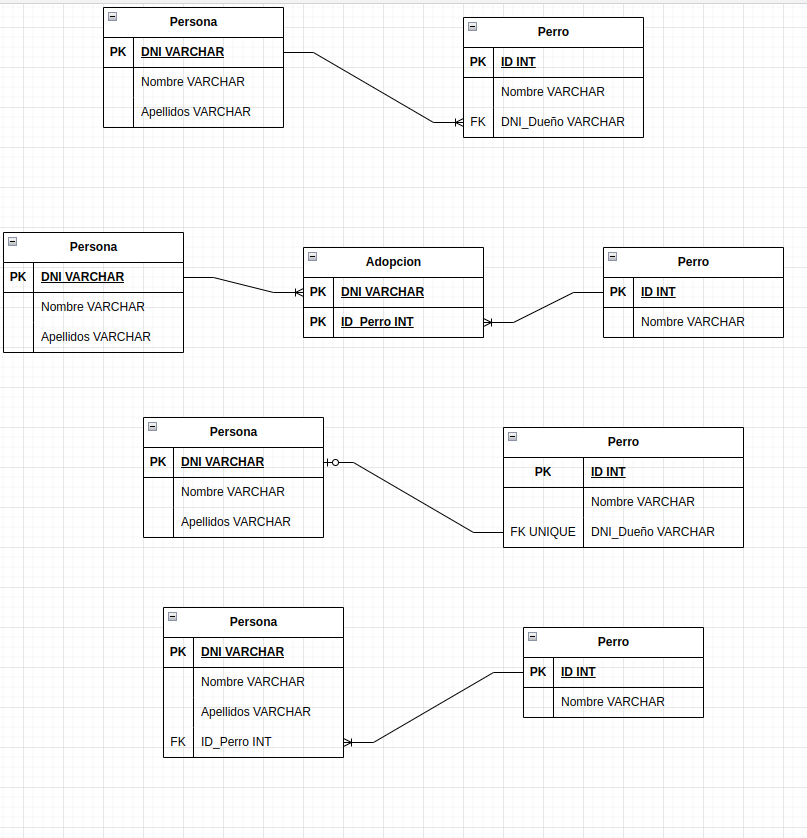 Persona
PK DNI VARCHAR
Nombre VARCHAR
Apellidos VARCHAR
Perro
PK ID INT
Nombre VARCHAR
FK DNI_Dueño VARCHAR
Persona
PK DNI VARCHAR
Nombre VARCHAR
Apellidos VARCHAR
Adopcion
PK DNI VARCHAR
PK ID_Perro INT
Perro
PK ID INT
Nombre VARCHAR
Persona
PK DNI VARCHAR
Nombre VARCHAR
Apellidos VARCHAR
Perro
PK ID INT
Nombre VARCHAR
FK UNIQUE DNI_Dueño VARCHAR
Persona
PK DNI VARCHAR
Nombre VARCHAR
Apellidos VARCHAR
FK ID_Perro INT
Perro
PK ID INT
Nombre VARCHAR